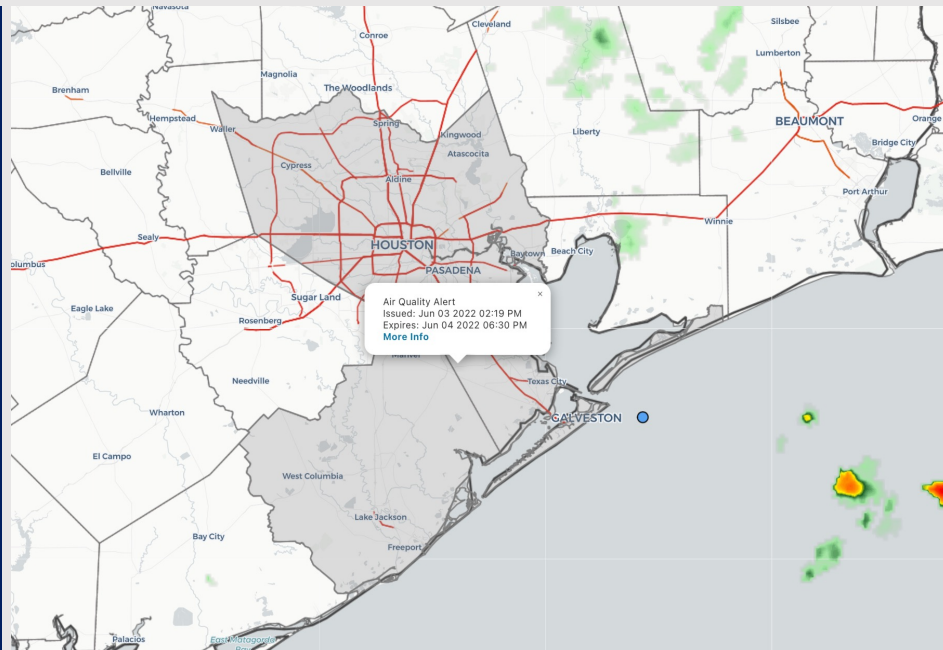 Navasota
Cleveland
Silsbee
Conroe
Lumberton
Magnolia
The Woodlands
Brenham
Hempstead
Waller
Spring
BEAUMONT
Orange
Kingwood
Liberty
Bridge City
Atascocita
Cypress
Bellville
Aldine
Port Arthur
Winnie
Sealy
HOUSTON
Baytown
Beach City
olumbus
PASADENA
Sugar Land
Eagle Lake
Rosenberg
×
Air Quality Alert
Issued: Jun 03 2022 02:19 PM
Expires: Jun 04 2022 06:30 PM
More Info
Manvel
Needville
Texas City
Wharton
GALVESTON
El Campo
West Columbia
Lake Jackson
Bay City
Freeport
Palacios
East Matagorda
Bay